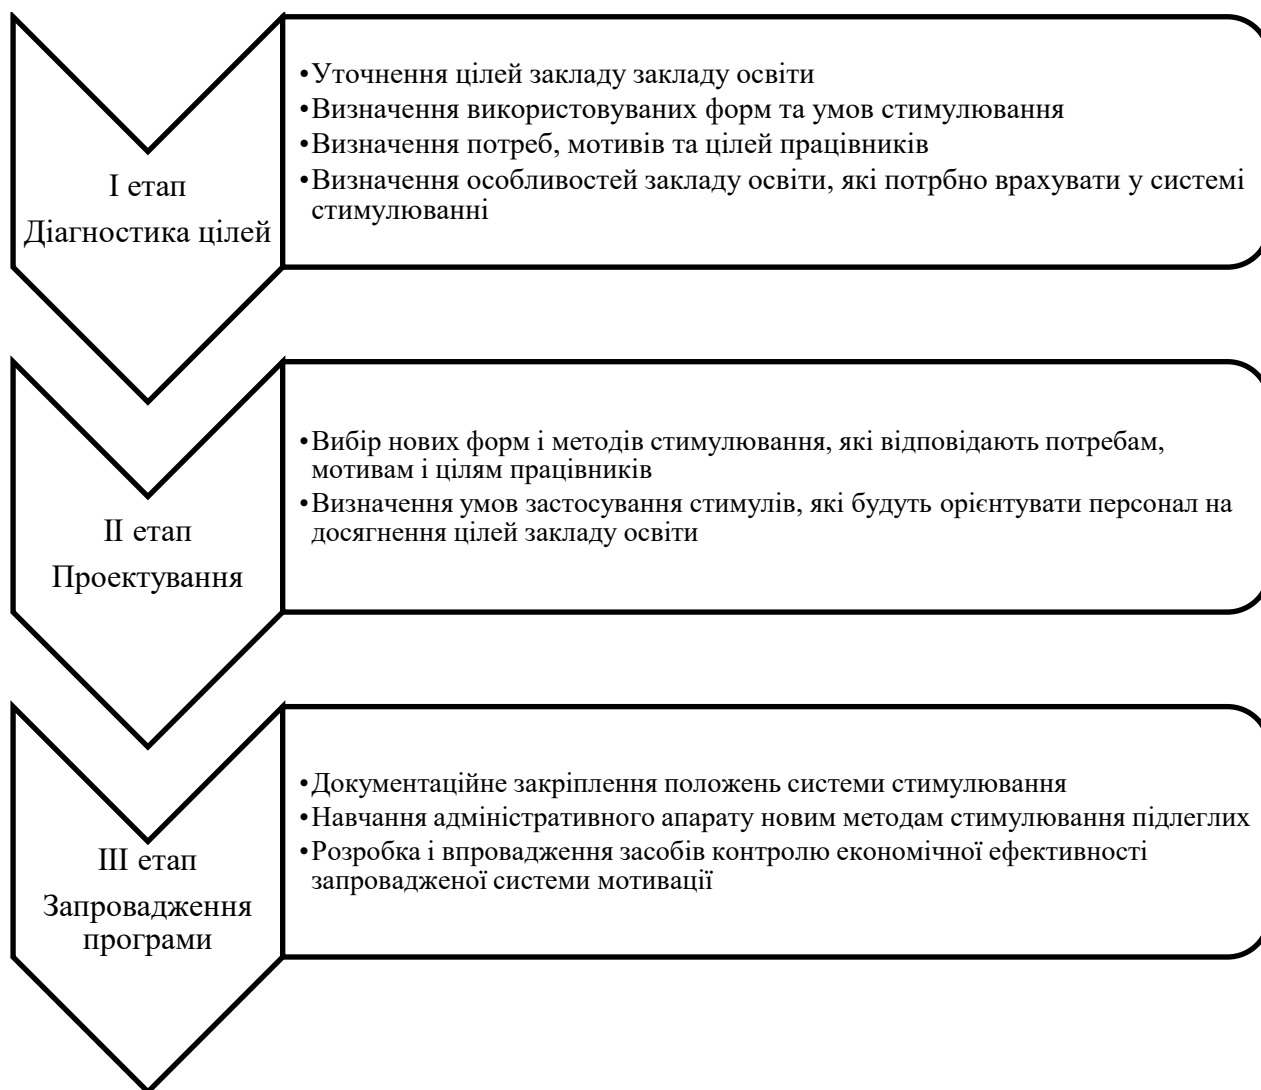 І етап
Діагностика цілей
•Уточнення цілей закладу закладу освіти
•Визначення використовуваних форм та умов стимулювання
•Визначення потреб, мотивів та цілей працівників
•Визначення особливостей закладу освіти, які потрбно врахувати у системі
стимулюванні
ІІ етап
Проектування
•Вибір нових форм і методів стимулювання, які відповідають потребам,
мотивам і цілям працівників
•Визначення умов застосування стимулів, які будуть орієнтувати персонал на
досягнення цілей закладу освіти
ІІІ етап
Запровадження
програми
•Документаційне закріплення положень системи стимулювання
•Навчання адміністративного апарату новим методам стимулювання підлеглих
•Розробка і впровадження засобів контролю економічної ефективності
запровадженої системи мотивації